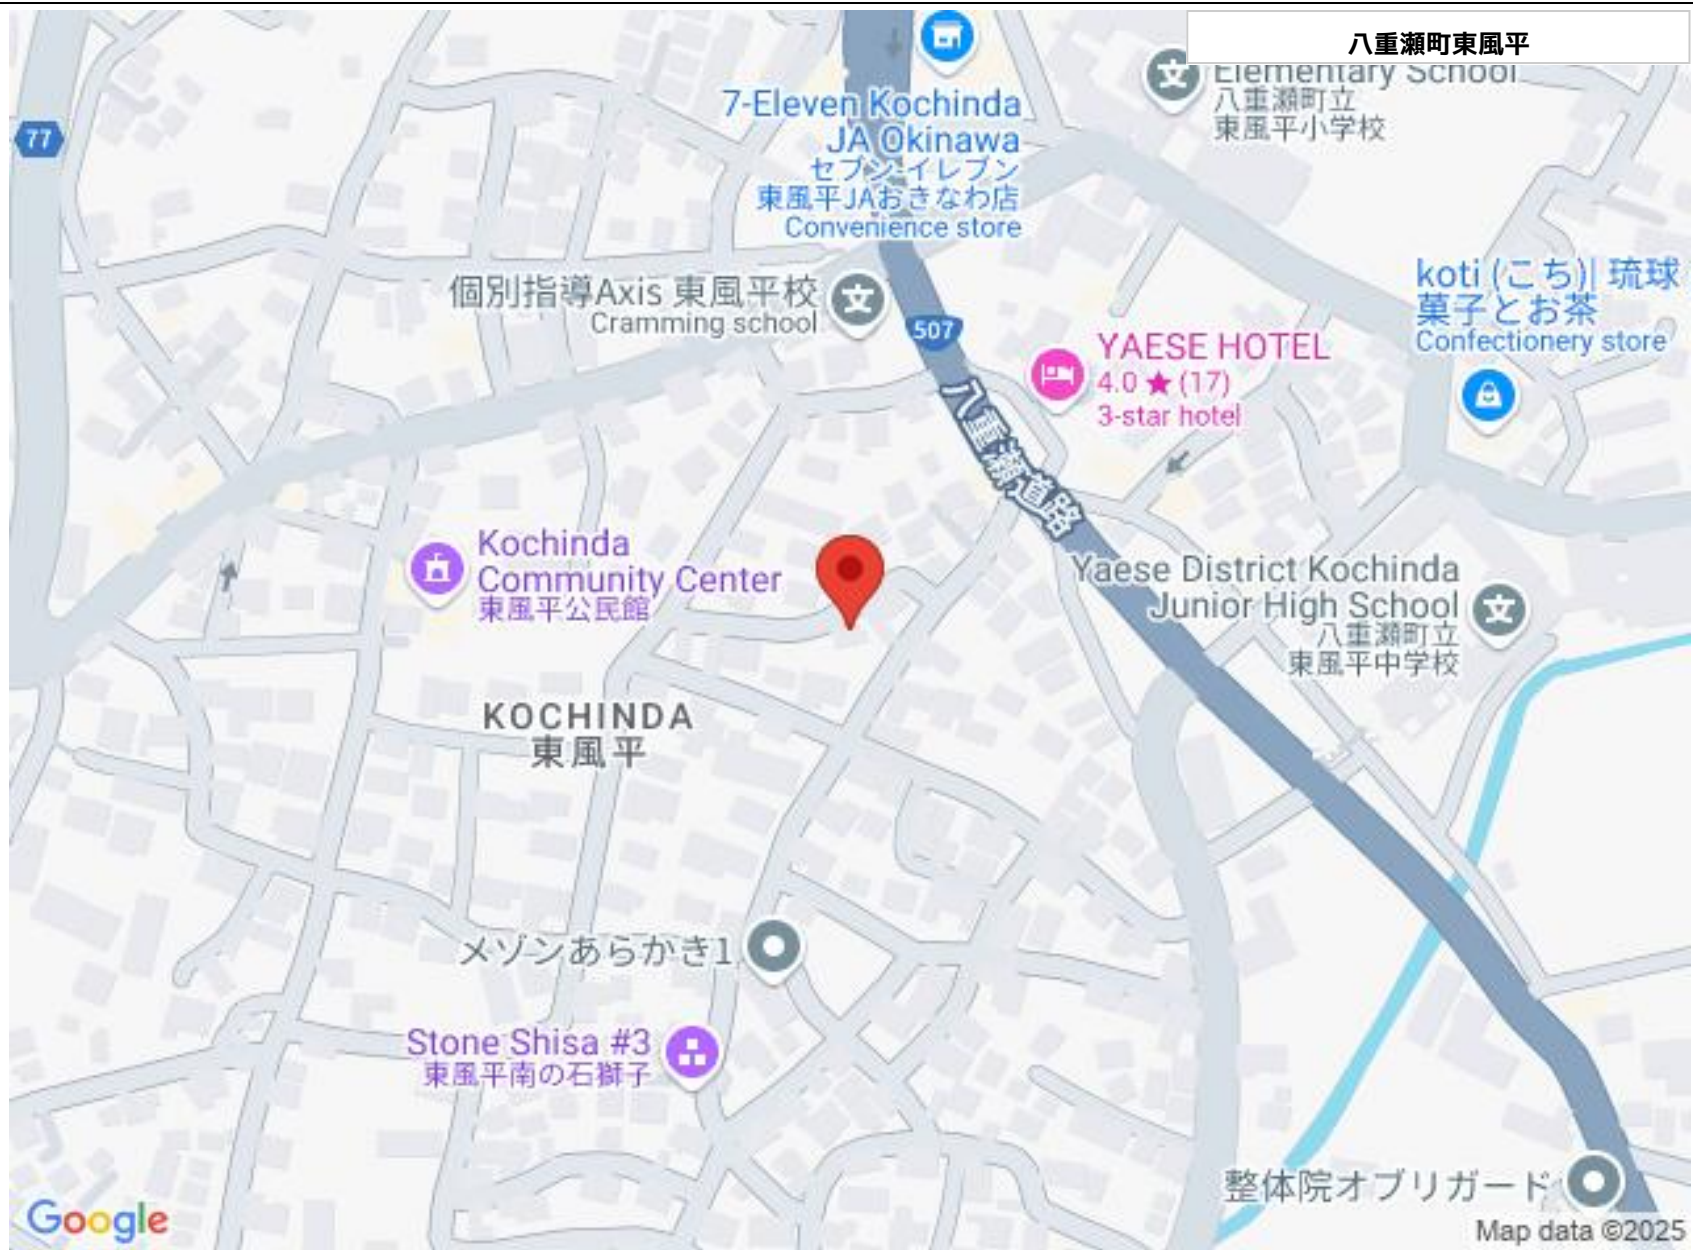 八重瀬町東風平
Elementary School
八重瀬町立
東風平小学校
77
7-Eleven Kochinda
JA Okinawa
セブン-イレブン
東風平JAおきなわ店
Convenience store
個別指導Axis 東風平校
Cramming school
507
YAESE HOTEL
4.0 ★ (17)
3-star hotel
koti (こち)| 琉球
菓子とお茶
Confectionery store
八重瀬道路
Kochinda
Community Center
東風平公民館
Yaese District Kochinda
Junior High School
八重瀬町立
東風平中学校
KOCHINDA
東風平
メゾンあらかき1
Stone Shisa #3
東風平南の石獅子
整体院オブリガード
Google
Map data ©2025